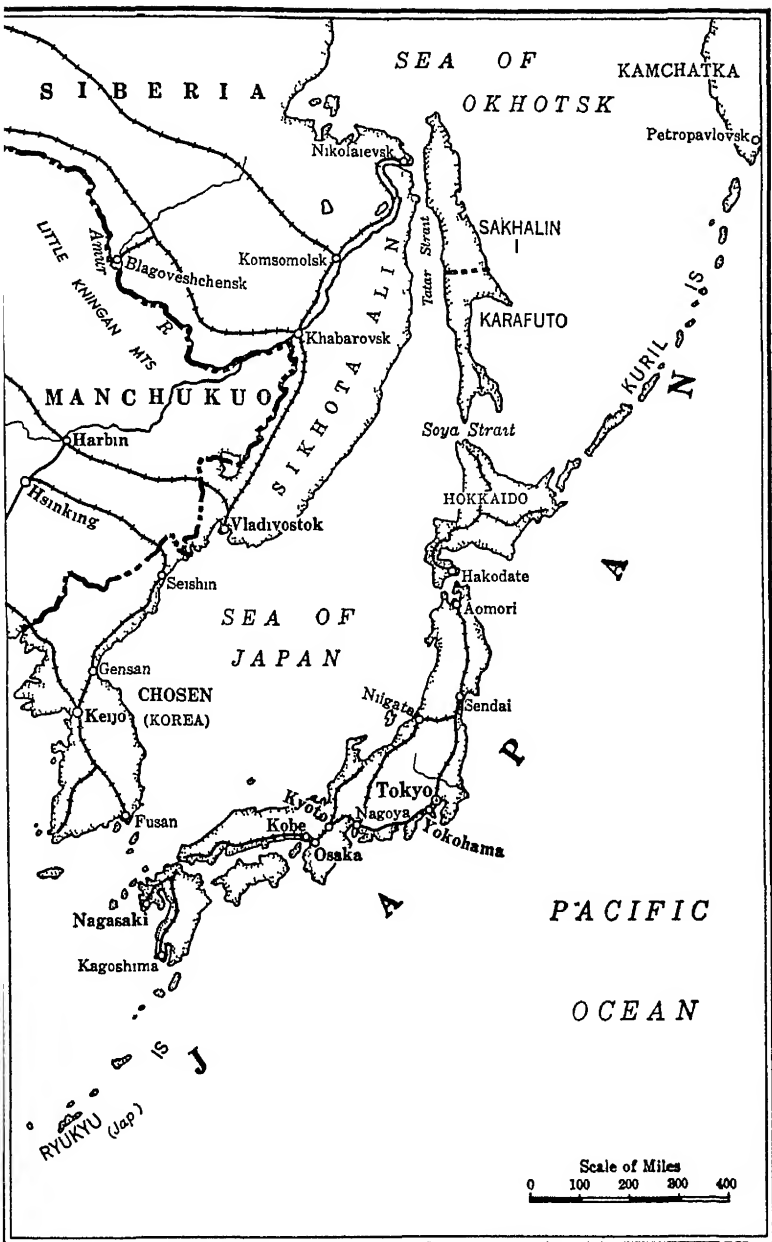 SEA OF
OKHOTSK
KAMCHATKA
SIBERIA
Petropavlovsk
Nikolaievsk
SAKHALIN
I
Tatar Strait
LITTLE KNINGAN MTS
Amur
R
Blagoveshchensk
Komsomolsk
KARAFUTO
Khabarovsk
KURIL IS
MANCHUKUO
SIKHOTA ALIN
Soya Strait
Harbin
HOKKAIDO
Hsinking
Vladivostok
Hakodate
Seishin
Aomori
SEA OF
JAPAN
Gensan
CHOSEN
(KOREA)
Keijo
Niigata
Sendai
JAPAN
Tokyo
Kyoto
Nagoya
Yokohama
Fusan
Kobe
Osaka
Nagasaki
PACIFIC
OCEAN
Kagoshima
RYUKYU IS
(Jap)
Scale of Miles
0 100 200 300 400